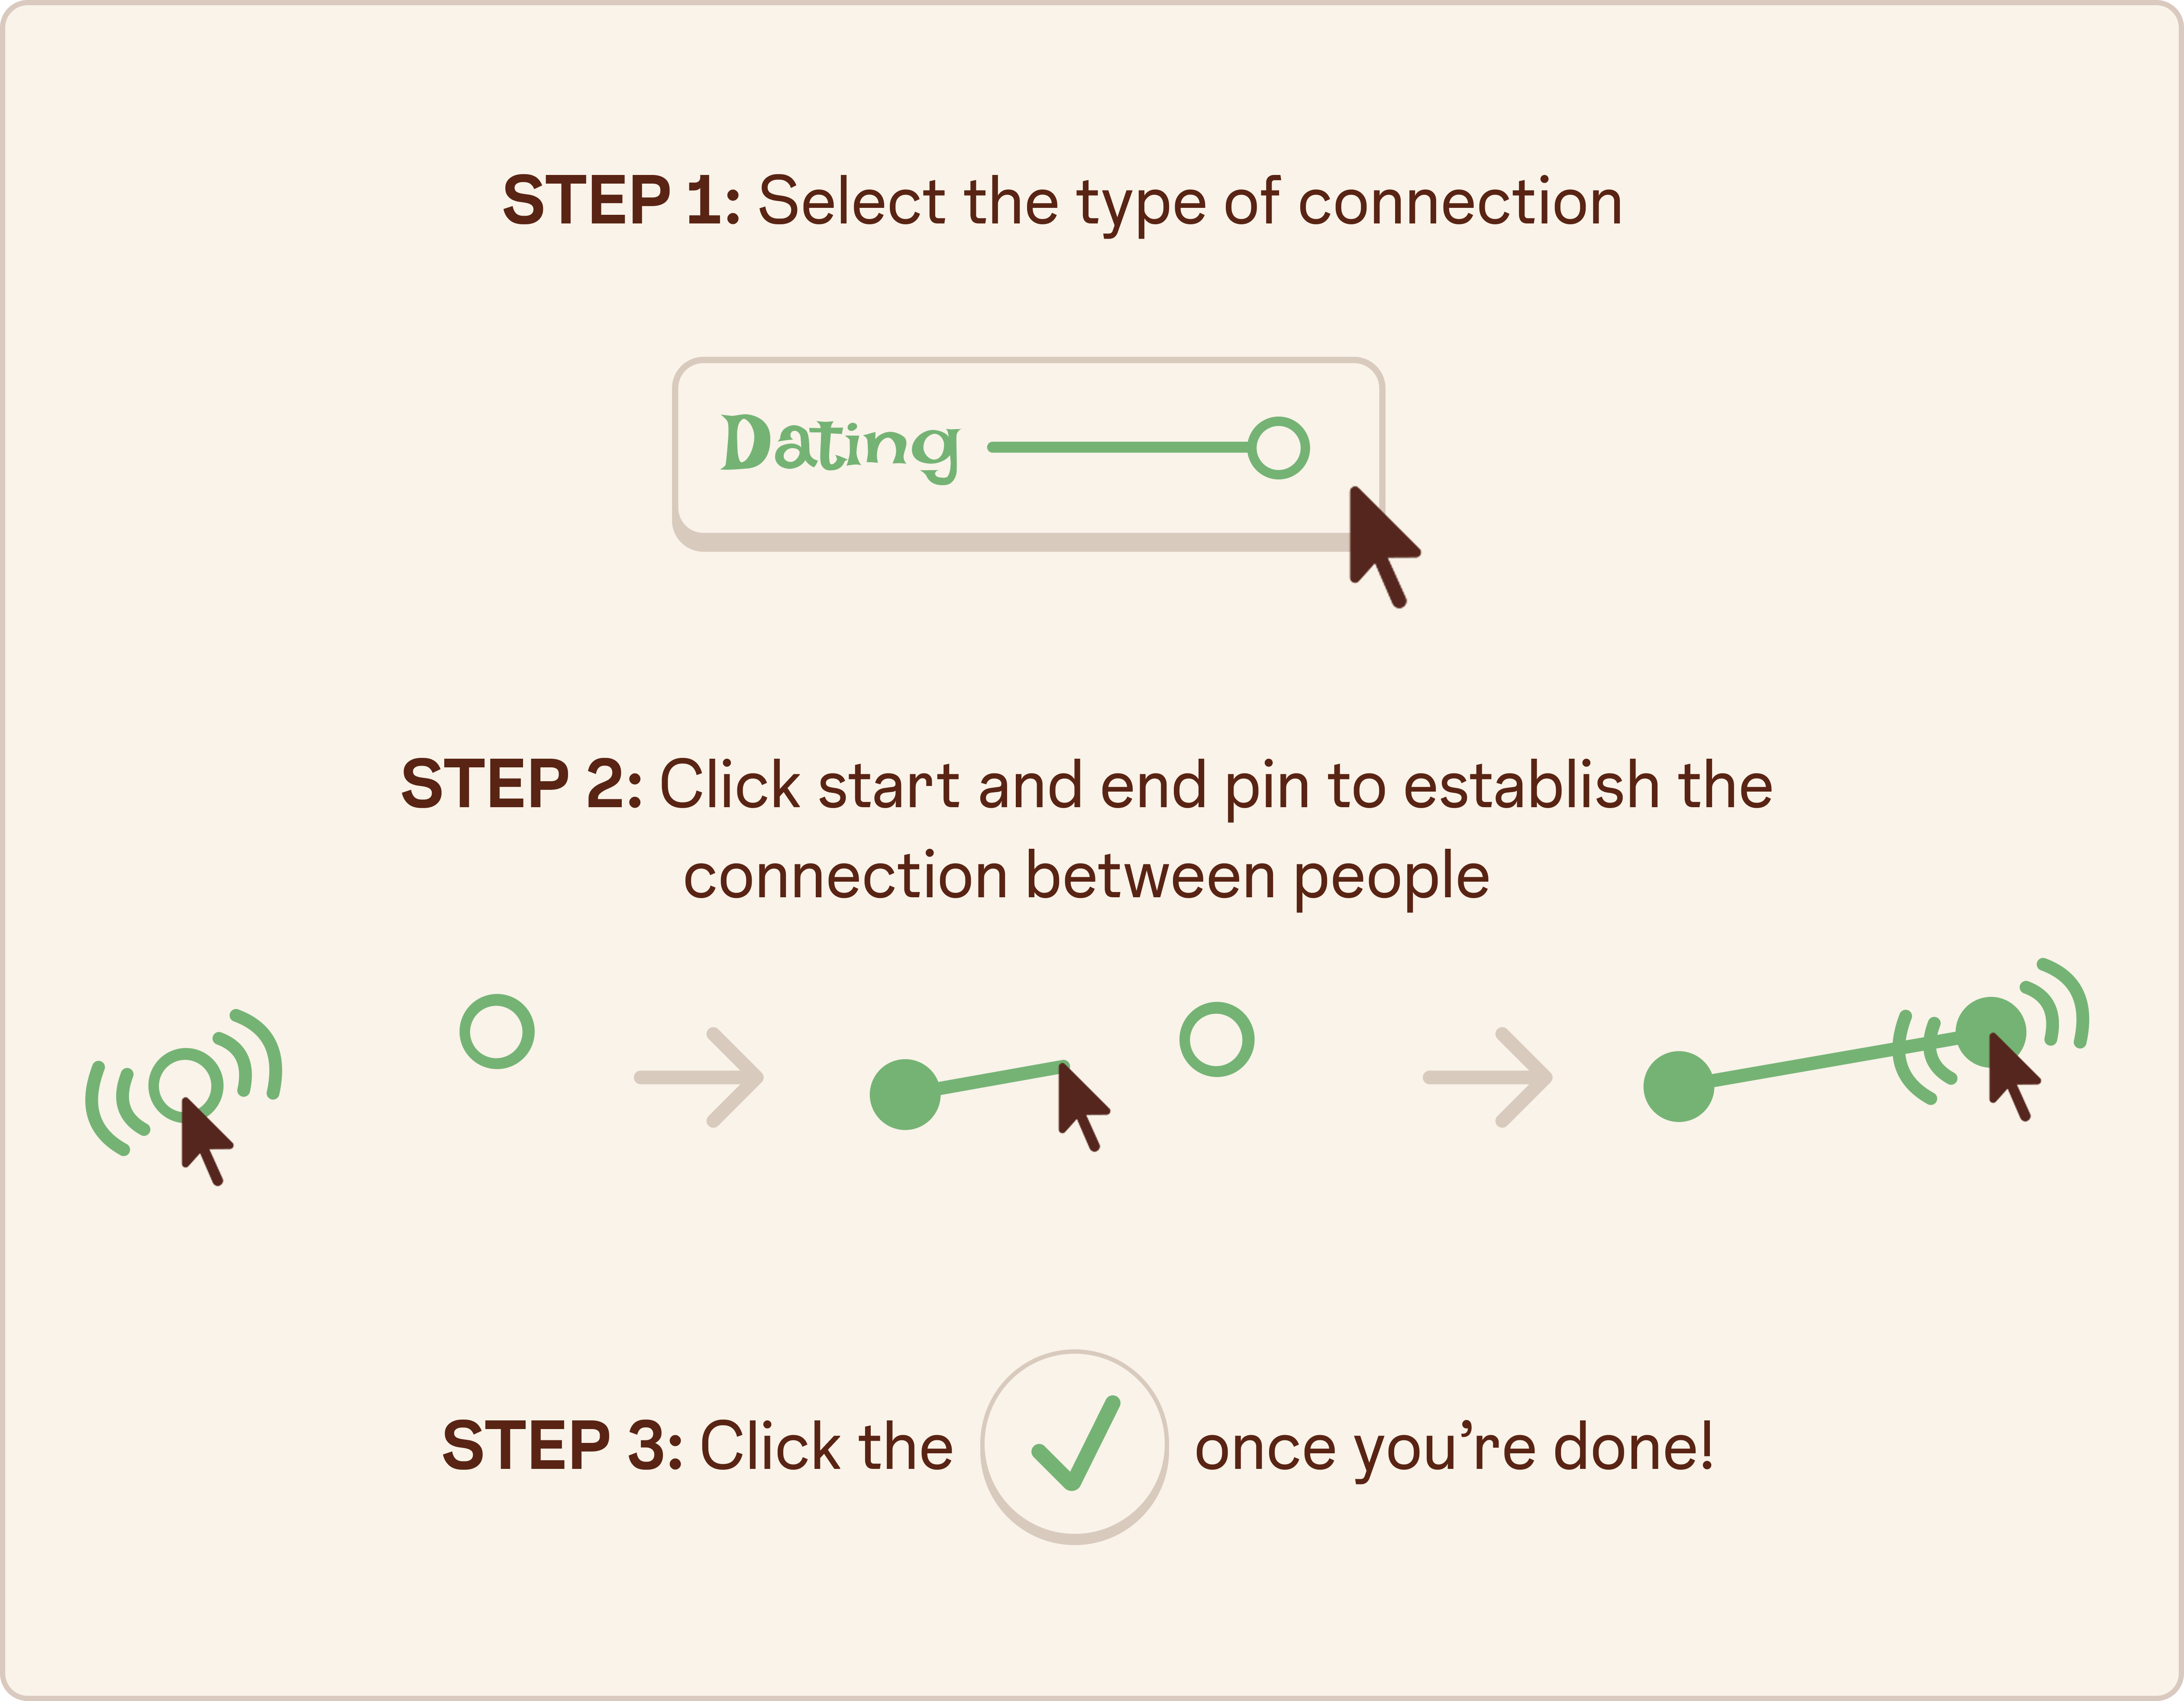 STEP 1: Select the type of connection
Dating
STEP 2: Click start and end pin to establish the
connection between people
STEP 3: Click the once you’re done!